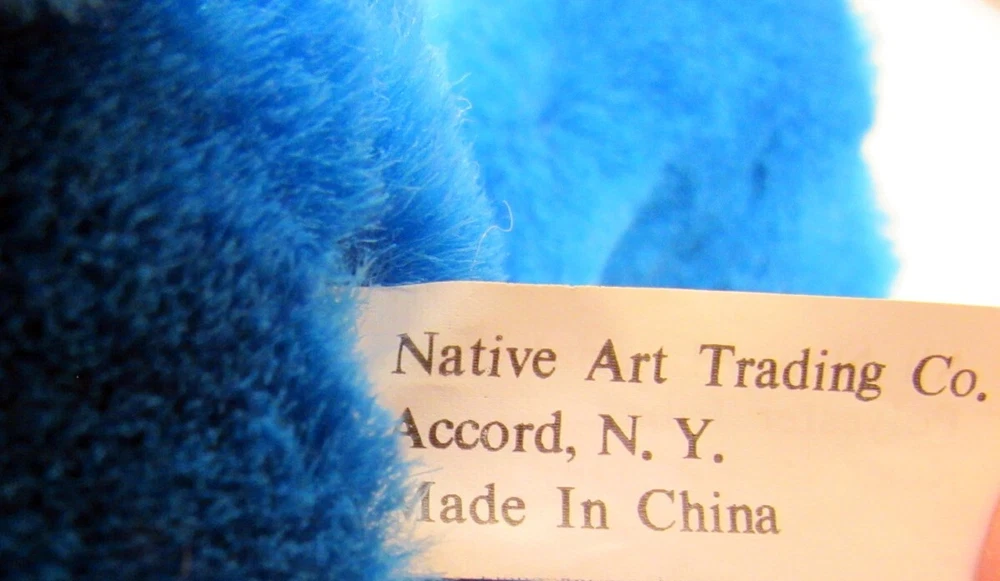 Native Art Trading Co.
Accord, N. Y.
Made In China